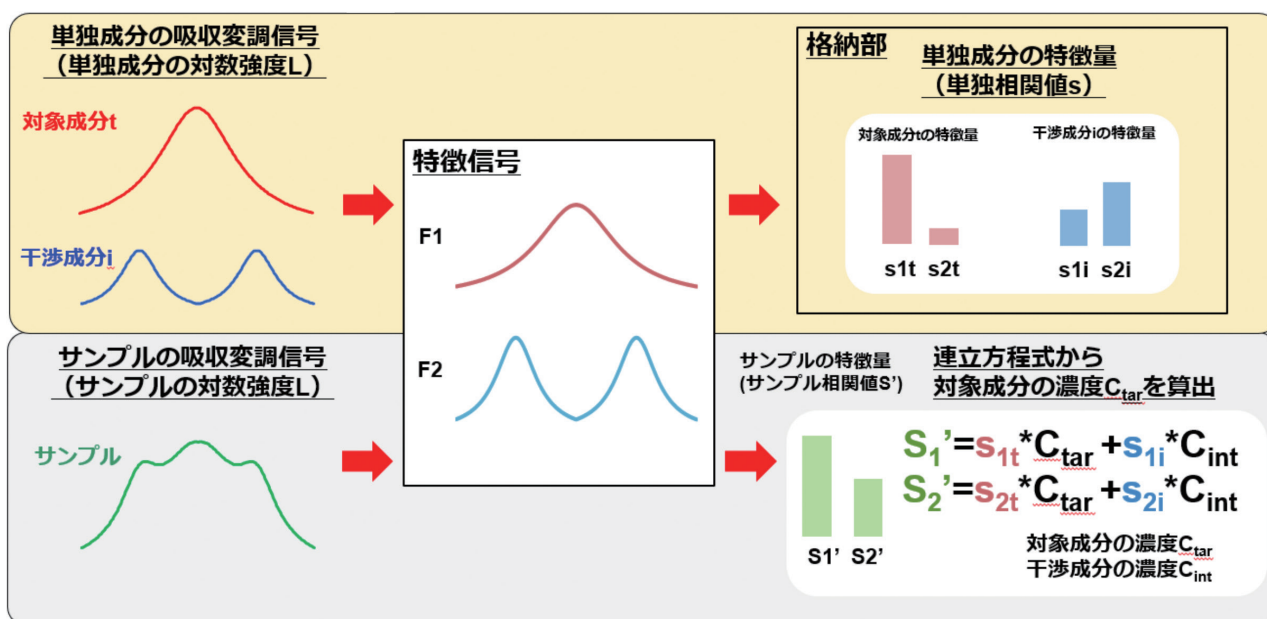 単独成分の吸収変調信号
（単独成分の対数強度L）
対象成分t
干渉成分i
特徴信号
F1
F2
格納部
単独成分の特徴量
（単独相関値s）
対象成分tの特徴量
干渉成分iの特徴量
s1t s2t
s1i s2i
サンプルの吸収変調信号
（サンプルの対数強度L）
サンプル
サンプルの特徴量
(サンプル相関値S’)
S1’ S2’
連立方程式から
対象成分の濃度Ctarを算出
S1’=s1t*Ctar+s1i*Cint
S2’=s2t*Ctar+s2i*Cint
対象成分の濃度Ctar
干渉成分の濃度Cint